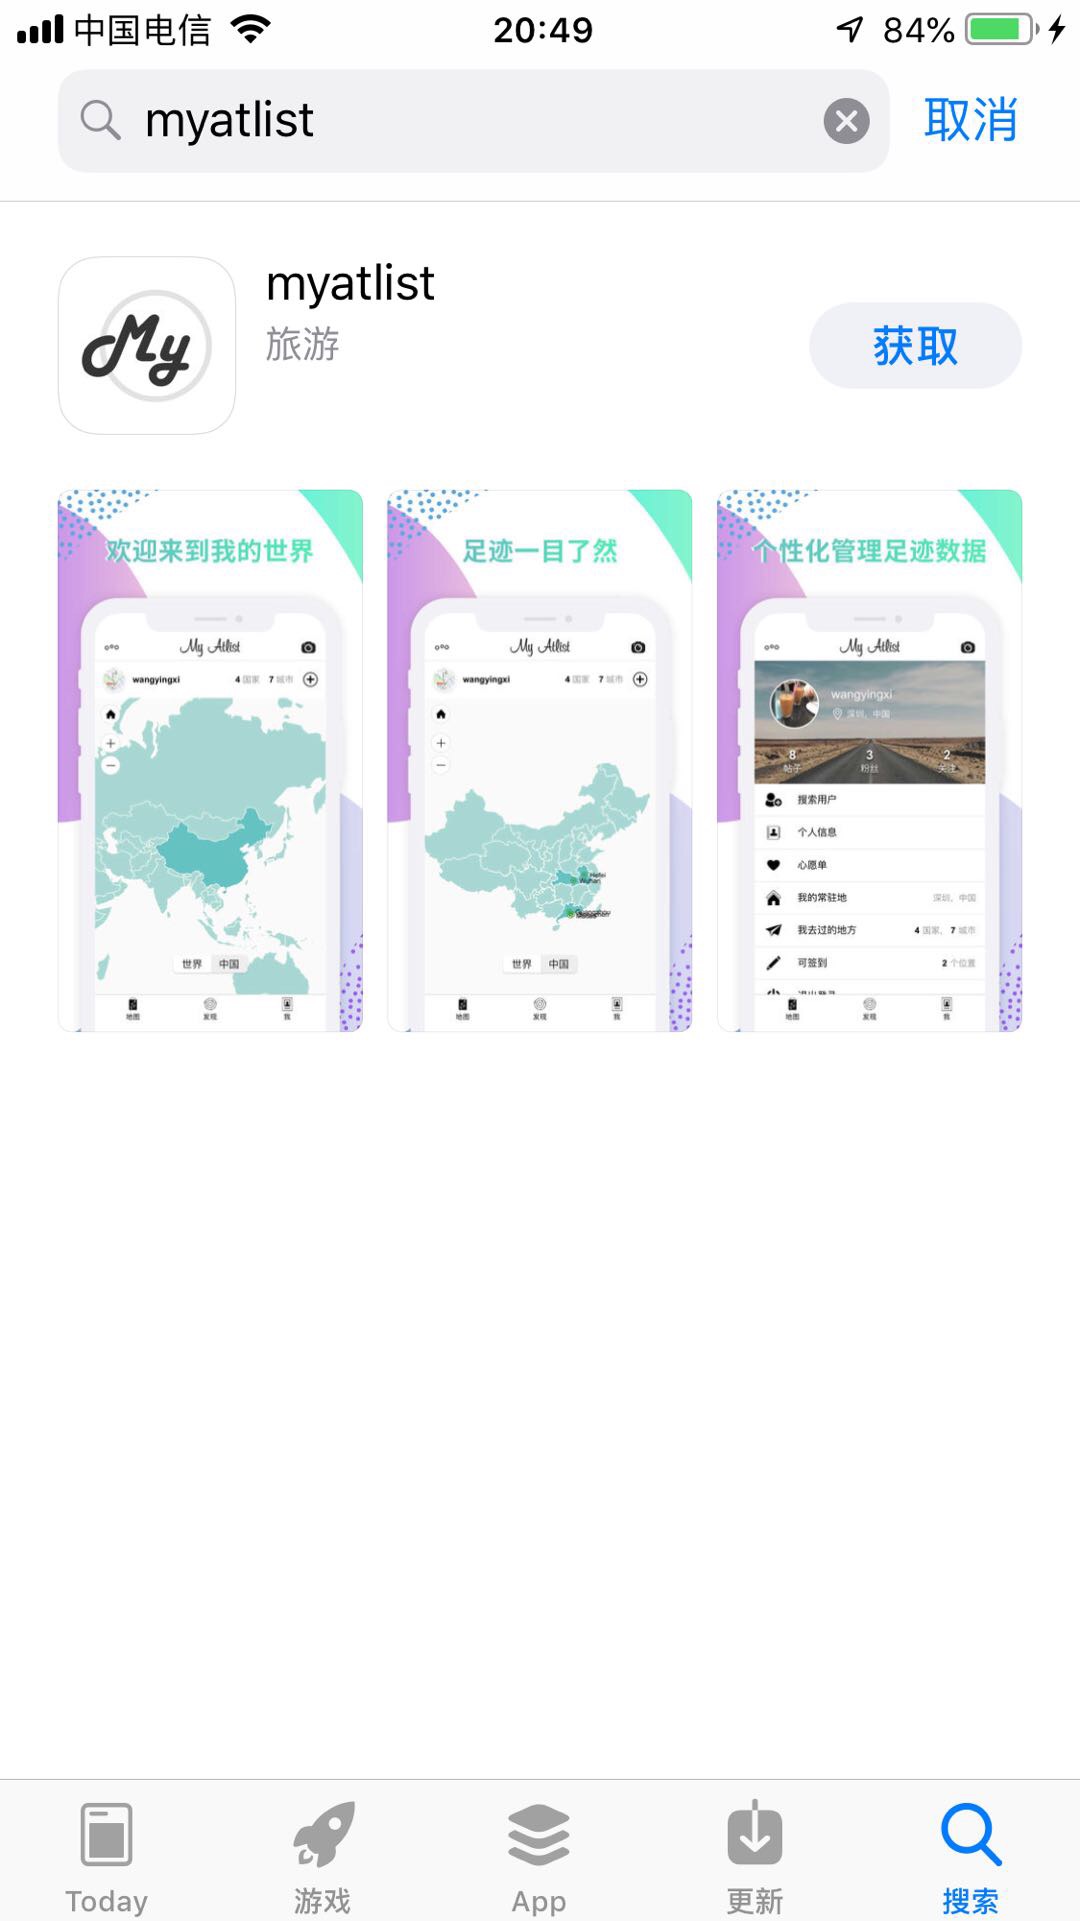 中国电信
20:49
84%
myatlist
取消
My
myatlist
旅游
获取
欢迎来到我的世界
My Atlist
wangyingxi
4 国家 7 城市
世界 中国
地图 发现 我
足迹一目了然
My Atlist
wangyingxi
4 国家 7 城市
Hefei
Wuhan
世界 中国
地图 发现 我
个性化管理足迹数据
My Atlist
wangyingxi
深圳，中国
8 3 2
帖子 粉丝 关注
搜索用户
个人信息
心愿单
我的常驻地 深圳，中国
我去过的地方 4 国家，7 城市
可签到 2 个位置
地图 发现 我
Today 游戏 App 更新 搜索